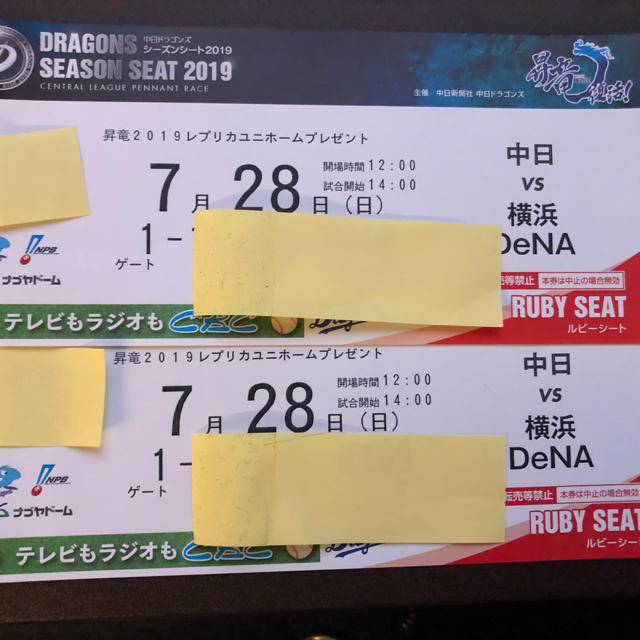 DRAGONS 中日ドラゴンズ シーズンシート2019
SEASON SEAT 2019
CENTRAL LEAGUE PENNANT RACE
昇竜復活!
主催/中日新聞社 中日ドラゴンズ
昇竜2019レプリカユニホームプレゼント
開場時間12:00
試合開始14:00
7月28日(日)
1-
ゲート
中日
VS
横浜
DeNA
NPB
ナゴヤドーム
売等禁止 本券は中止の場合無効
RUBY SEAT
ルビーシート
テレビもラジオも CBC
昇竜2019レプリカユニホームプレゼント
開場時間12:00
試合開始14:00
7月28日(日)
1-
ゲート
中日
VS
横浜
DeNA
NPB
ナゴヤドーム
転売等禁止 本券は中止の場合無効
RUBY SEAT
ルビーシート
テレビもラジオも CBC